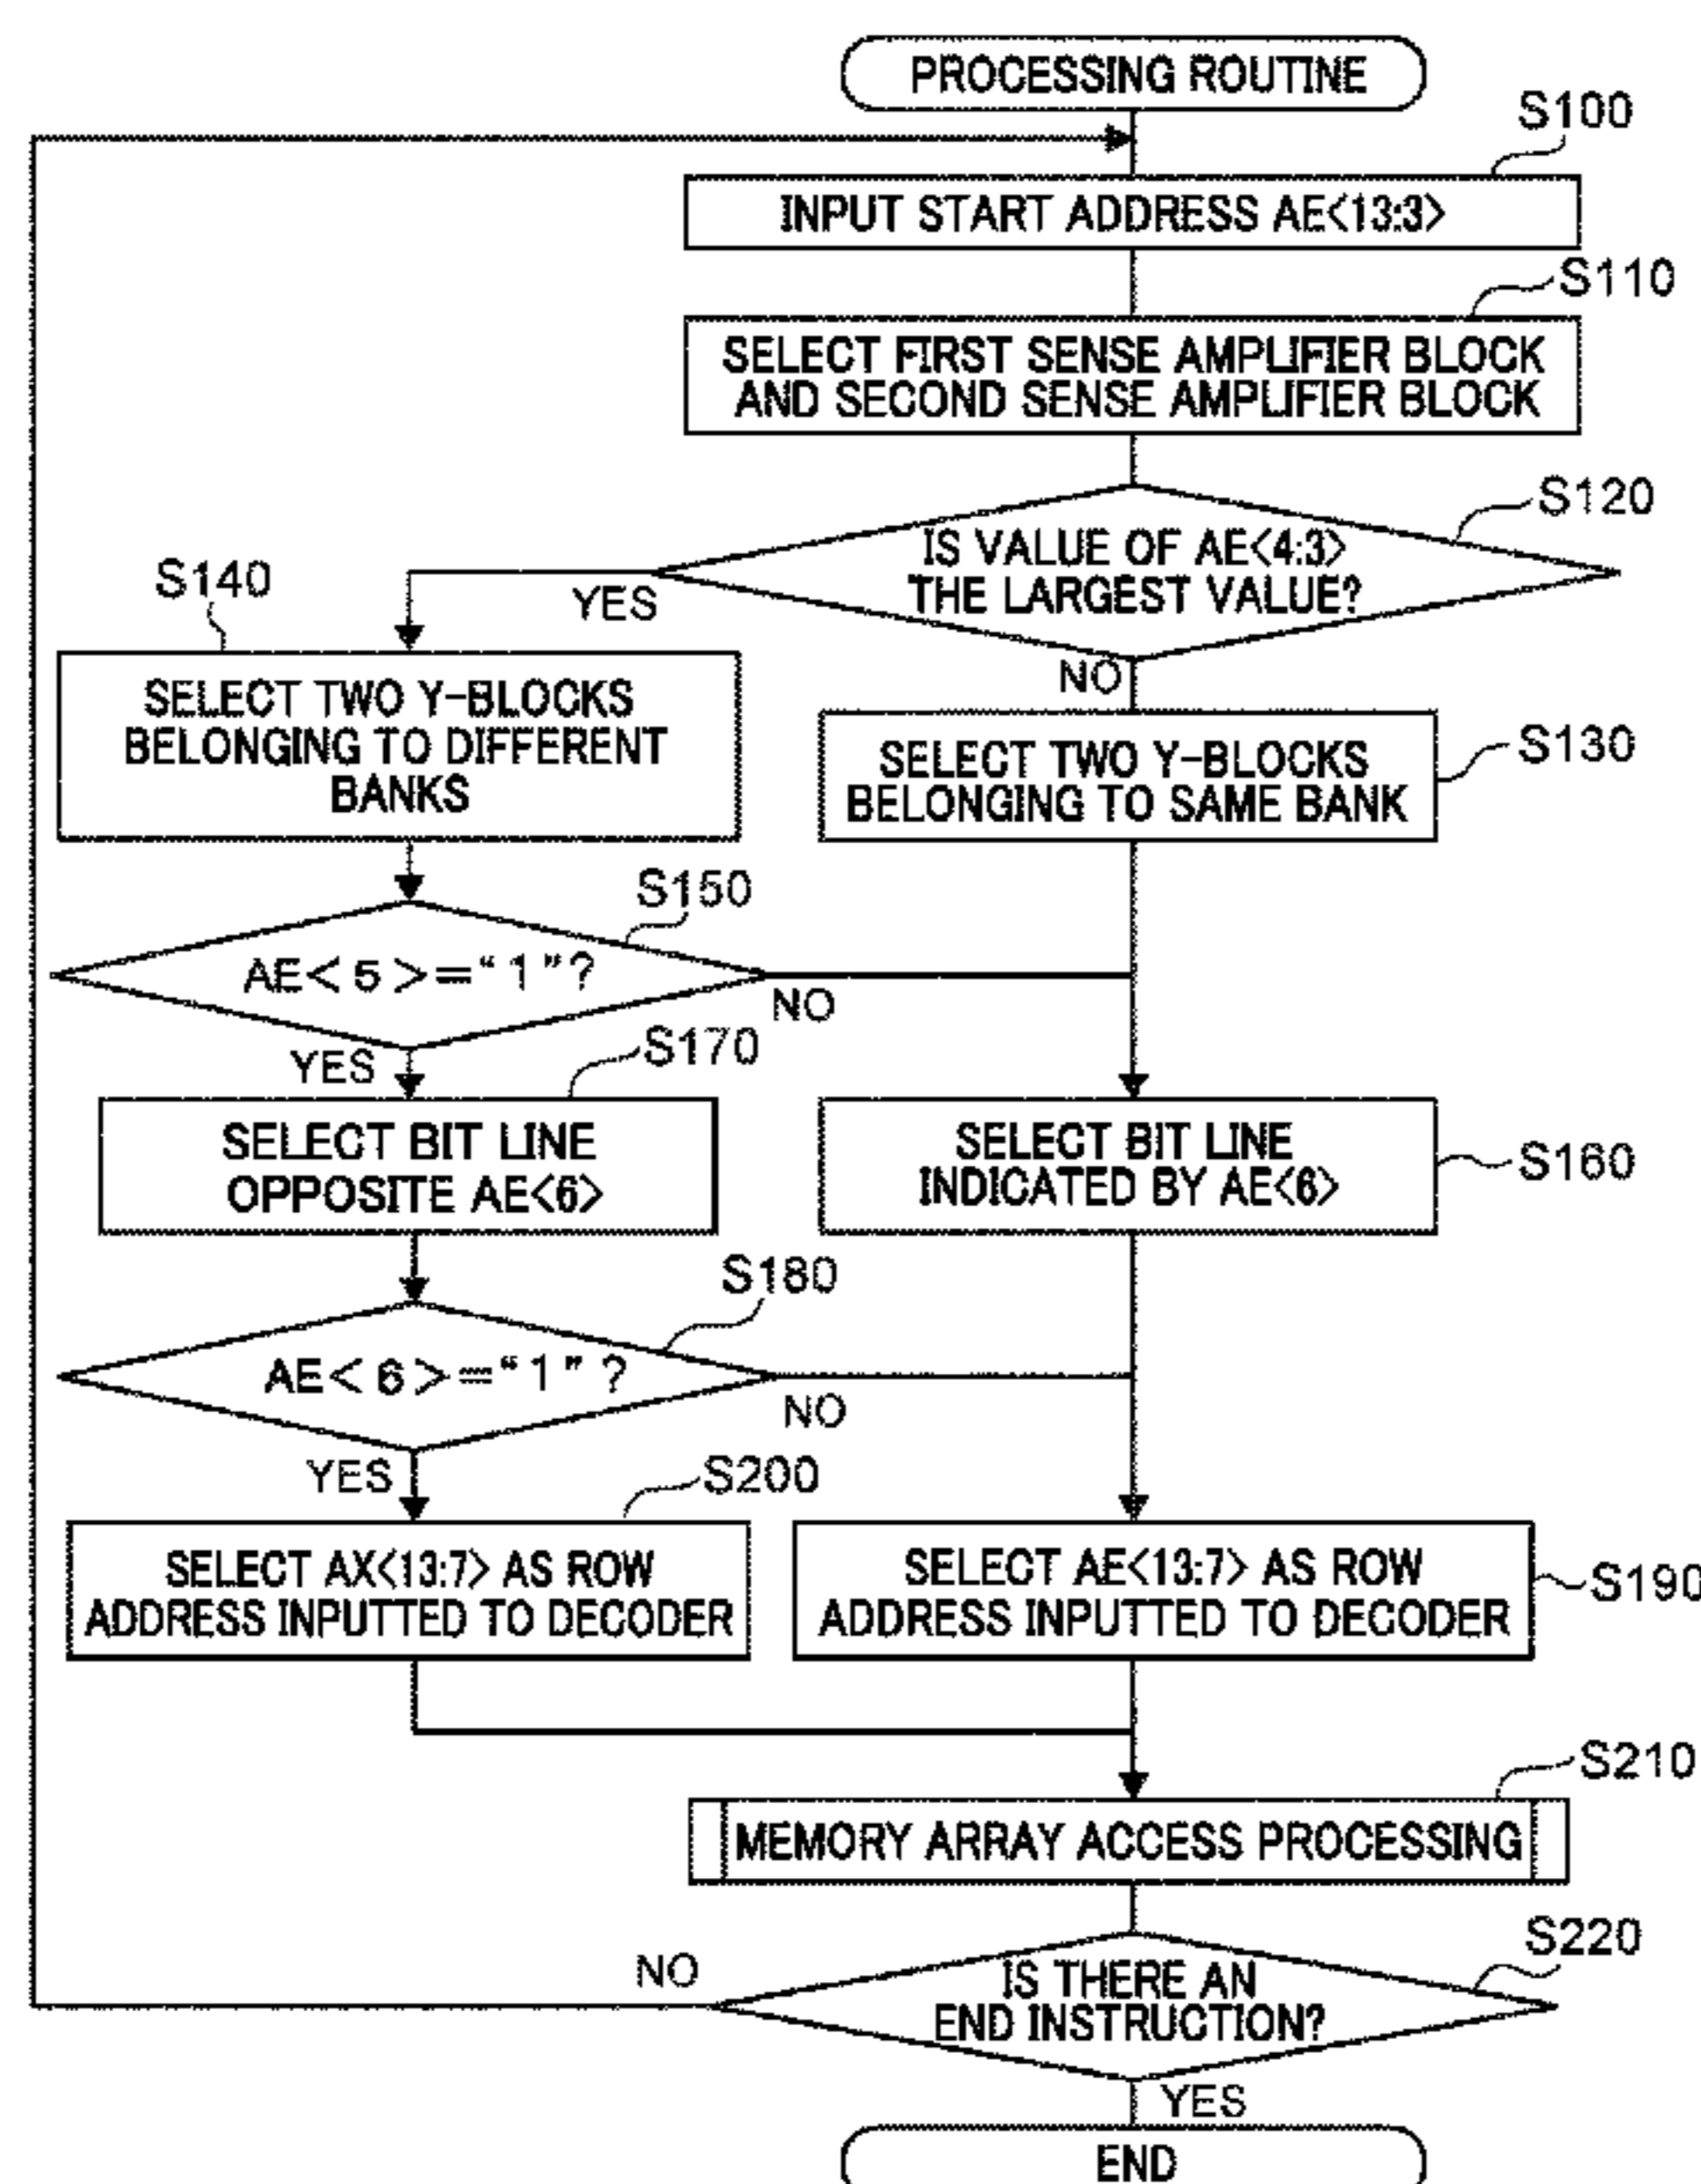 PROCESSING ROUTINE
S100
INPUT START ADDRESS AE<13:3>
S110
SELECT FIRST SENSE AMPLIFIER BLOCK
AND SECOND SENSE AMPLIFIER BLOCK
S120
IS VALUE OF AE<4:3>
THE LARGEST VALUE?
YES
NO
S140
SELECT TWO Y-BLOCKS
BELONGING TO DIFFERENT
BANKS
SELECT TWO Y-BLOCKS
BELONGING TO SAME BANK
S130
S150
AE<5>="1"?
NO
YES
S170
SELECT BIT LINE
OPPOSITE AE<6>
SELECT BIT LINE
INDICATED BY AE<6>
S160
S180
AE<6>="1"?
NO
YES
S200
SELECT AX<13:7> AS ROW
ADDRESS INPUTTED TO DECODER
SELECT AE<13:7> AS ROW
ADDRESS INPUTTED TO DECODER
S190
S210
MEMORY ARRAY ACCESS PROCESSING
S220
NO
IS THERE AN
END INSTRUCTION?
YES
END